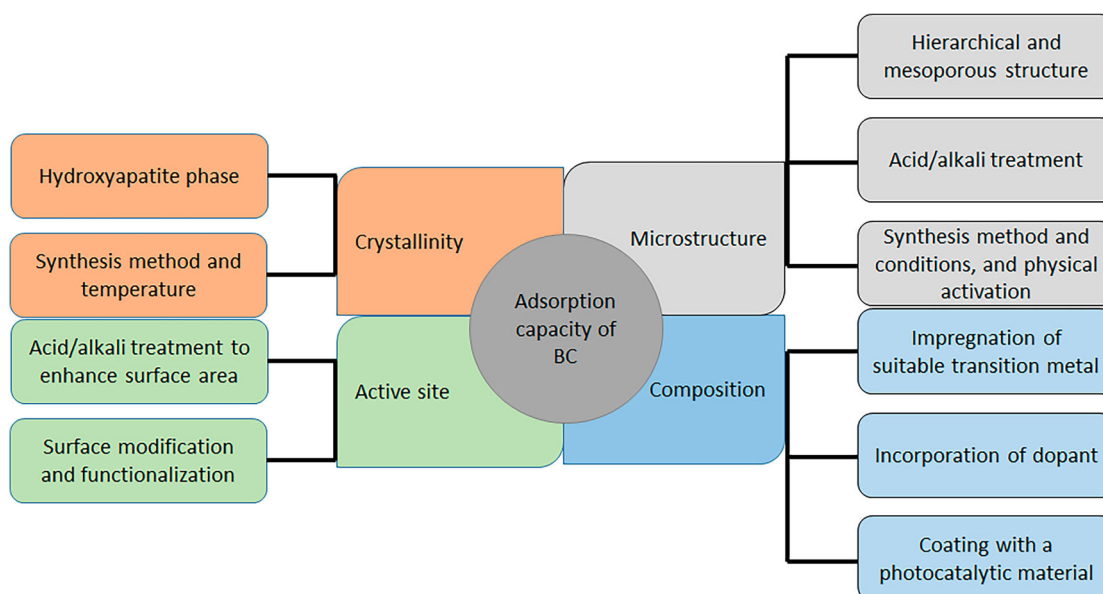 Hydroxyapatite phase
Synthesis method and
temperature
Acid/alkali treatment to
enhance surface area
Surface modification
and functionalization
Crystallinity
Microstructure
Adsorption
capacity of
BC
Active site
Composition
Hierarchical and
mesoporous structure
Acid/alkali treatment
Synthesis method and
conditions, and physical
activation
Impregnation of
suitable transition metal
Incorporation of dopant
Coating with a
photocatalytic material